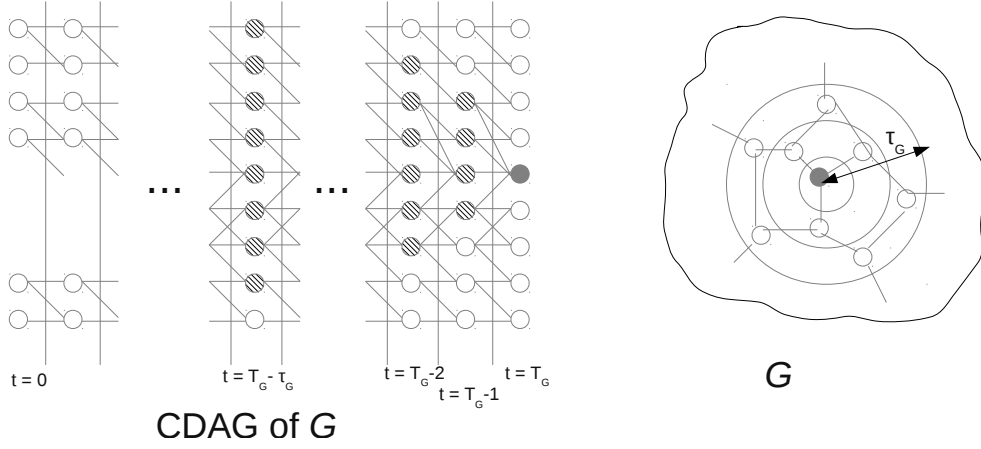 ... ...
τ_G
t = 0
t = T_G - τ_G
t = T_G-2
t = T_G-1
t = T_G
G
CDAG of G